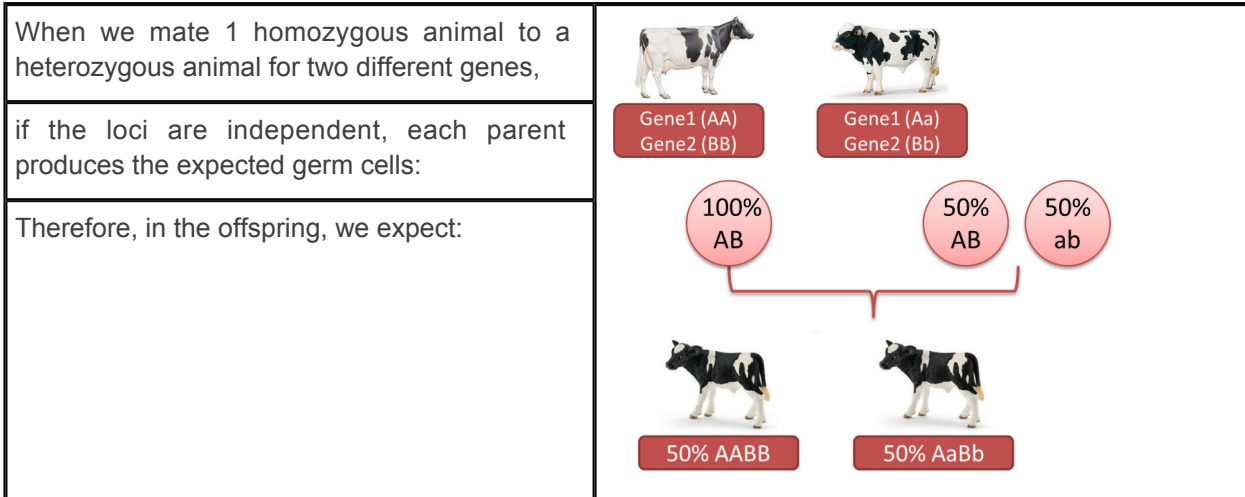 When we mate 1 homozygous animal to a
heterozygous animal for two different genes,
Gene1 (AA)
Gene2 (BB)
Gene1 (Aa)
Gene2 (Bb)
if the loci are independent, each parent
produces the expected germ cells:
100%
AB
50%
AB
50%
ab
Therefore, in the offspring, we expect:
50% AABB
50% AaBb